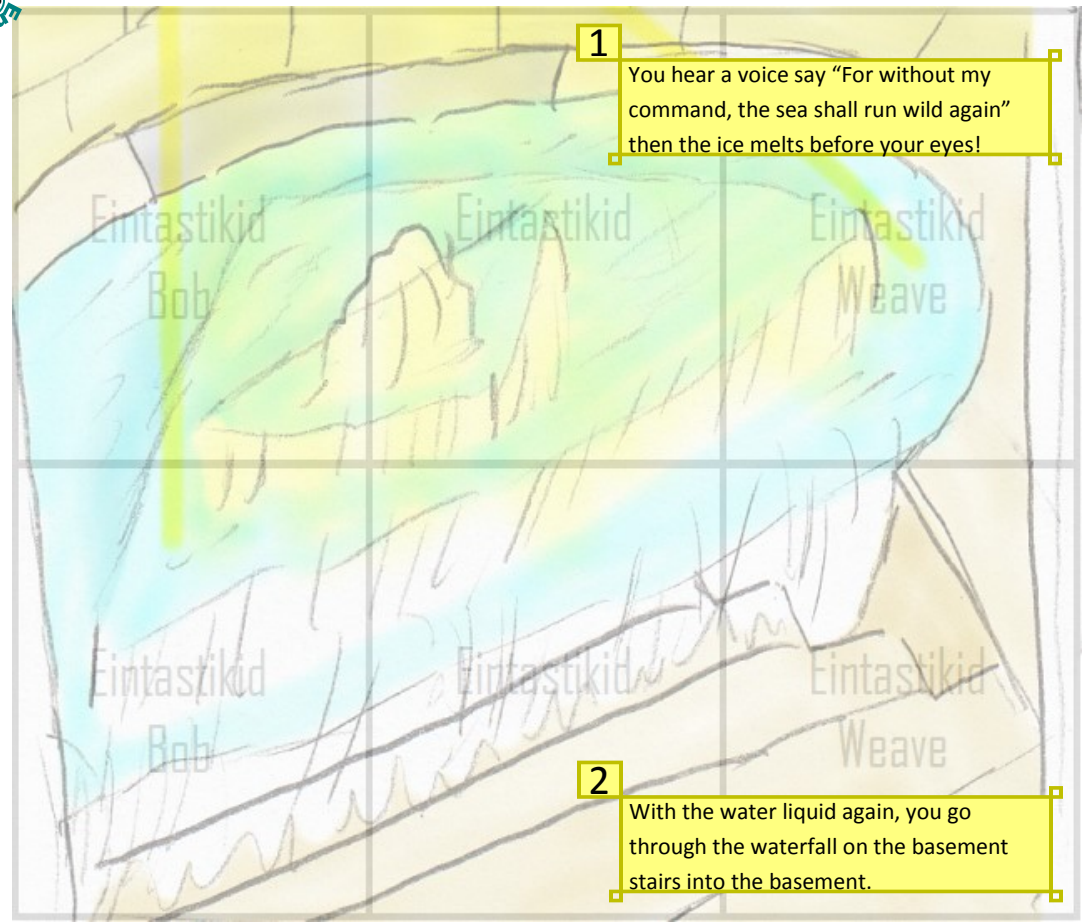 1
You hear a voice say “For without my
command, the sea shall run wild again”
then the ice melts before your eyes!
Eintastikid Eintastikid Eintastikid
Bob Weave
Eintastikid Eintastikid Eintastikid
Bob Weave
2
With the water liquid again, you go
through the waterfall on the basement
stairs into the basement.